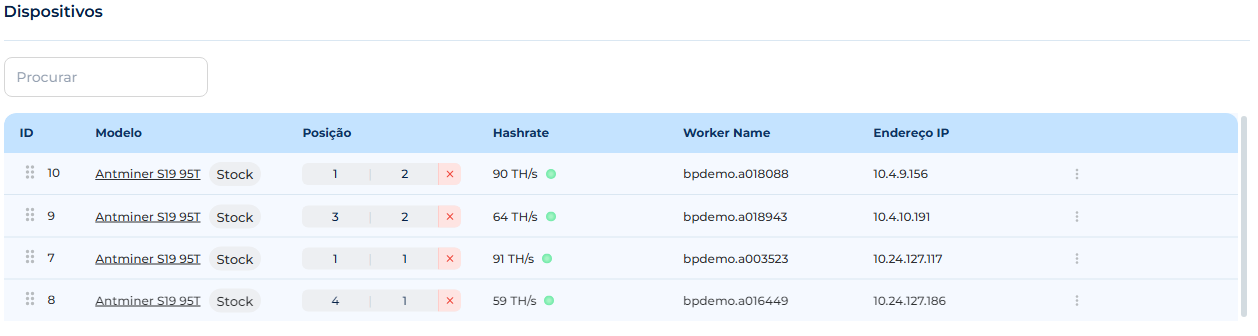 Dispositivos
Procurar
ID Modelo Posição Hashrate Worker Name Endereço IP
10 Antminer S19 95T Stock 1 | 2 × 90 TH/s bpdemo.a018088 10.4.9.156
9 Antminer S19 95T Stock 3 | 2 × 64 TH/s bpdemo.a018943 10.4.10.191
7 Antminer S19 95T Stock 1 | 1 × 91 TH/s bpdemo.a003523 10.24.127.117
8 Antminer S19 95T Stock 4 | 1 × 59 TH/s bpdemo.a016449 10.24.127.186